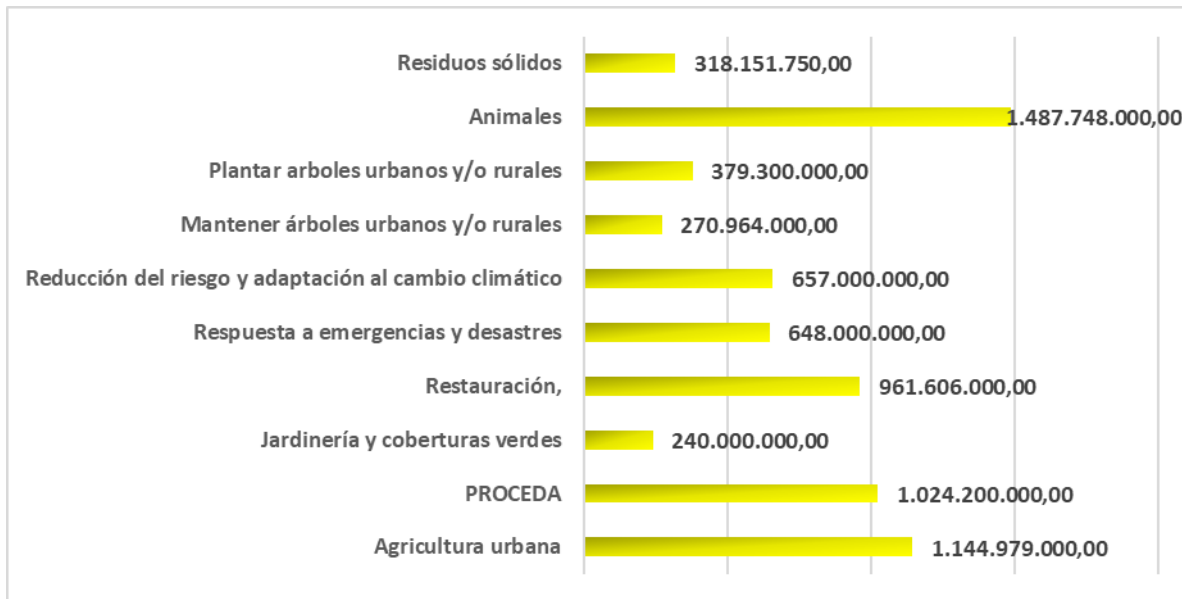 Residuos sólidos 318.151.750,00
Animales 1.487.748.000,00
Plantar arboles urbanos y/o rurales 379.300.000,00
Mantener árboles urbanos y/o rurales 270.964.000,00
Reducción del riesgo y adaptación al cambio climático 657.000.000,00
Respuesta a emergencias y desastres 648.000.000,00
Restauración, 961.606.000,00
Jardinería y coberturas verdes 240.000.000,00
PROCEDA 1.024.200.000,00
Agricultura urbana 1.144.979.000,00